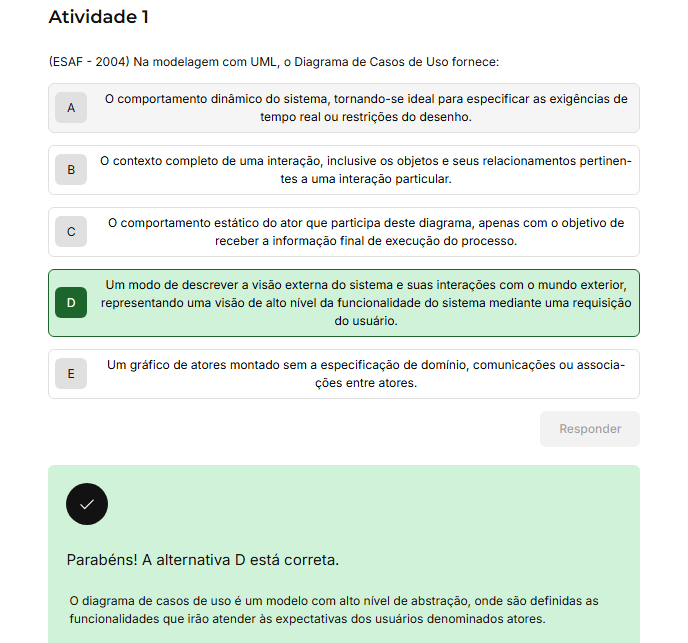 Atividade 1
(ESAF - 2004) Na modelagem com UML, o Diagrama de Casos de Uso fornece:
A
O comportamento dinâmico do sistema, tornando-se ideal para especificar as exigências de
tempo real ou restrições do desenho.
B
O contexto completo de uma interação, inclusive os objetos e seus relacionamentos pertinen-
tes a uma interação particular.
C
O comportamento estático do ator que participa deste diagrama, apenas com o objetivo de
receber a informação final de execução do processo.
D
Um modo de descrever a visão externa do sistema e suas interações com o mundo exterior,
representando uma visão de alto nível da funcionalidade do sistema mediante uma requisição
do usuário.
E
Um gráfico de atores montado sem a especificação de domínio, comunicações ou associa-
ções entre atores.
Responder
Parabéns! A alternativa D está correta.
O diagrama de casos de uso é um modelo com alto nível de abstração, onde são definidas as
funcionalidades que irão atender às expectativas dos usuários denominados atores.